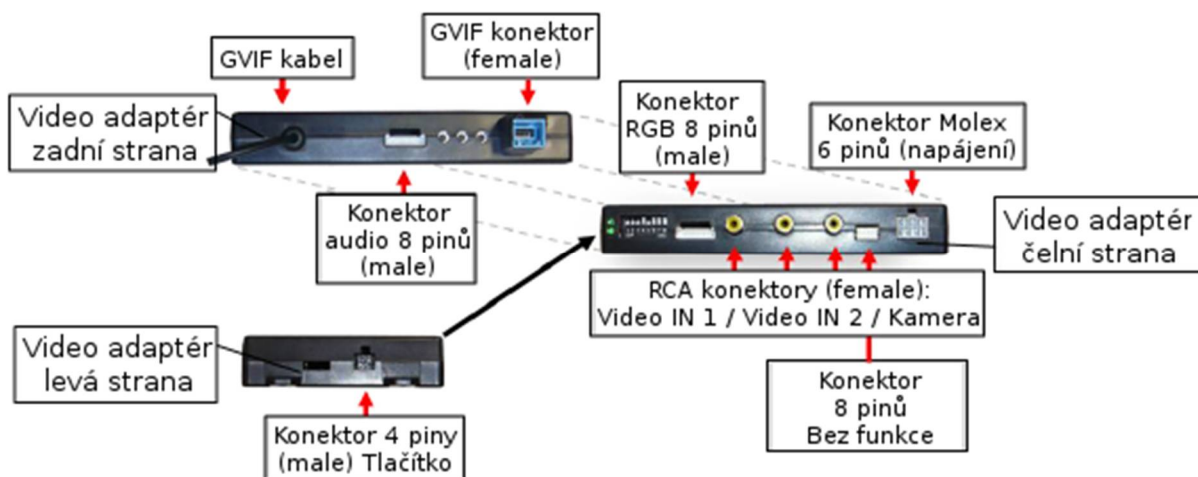 GVIF kabel
GVIF konektor
(female)
Video adaptér
zadní strana
Konektor
RGB 8 pinů
(male)
Konektor Molex
6 pinů (napájení)
Konektor
audio 8 pinů
(male)
Video adaptér
čelní strana
RCA konektory (female):
Video IN 1 / Video IN 2 / Kamera
Video adaptér
levá strana
Konektor
8 pinů
Bez funkce
Konektor 4 piny
(male) Tlačítko